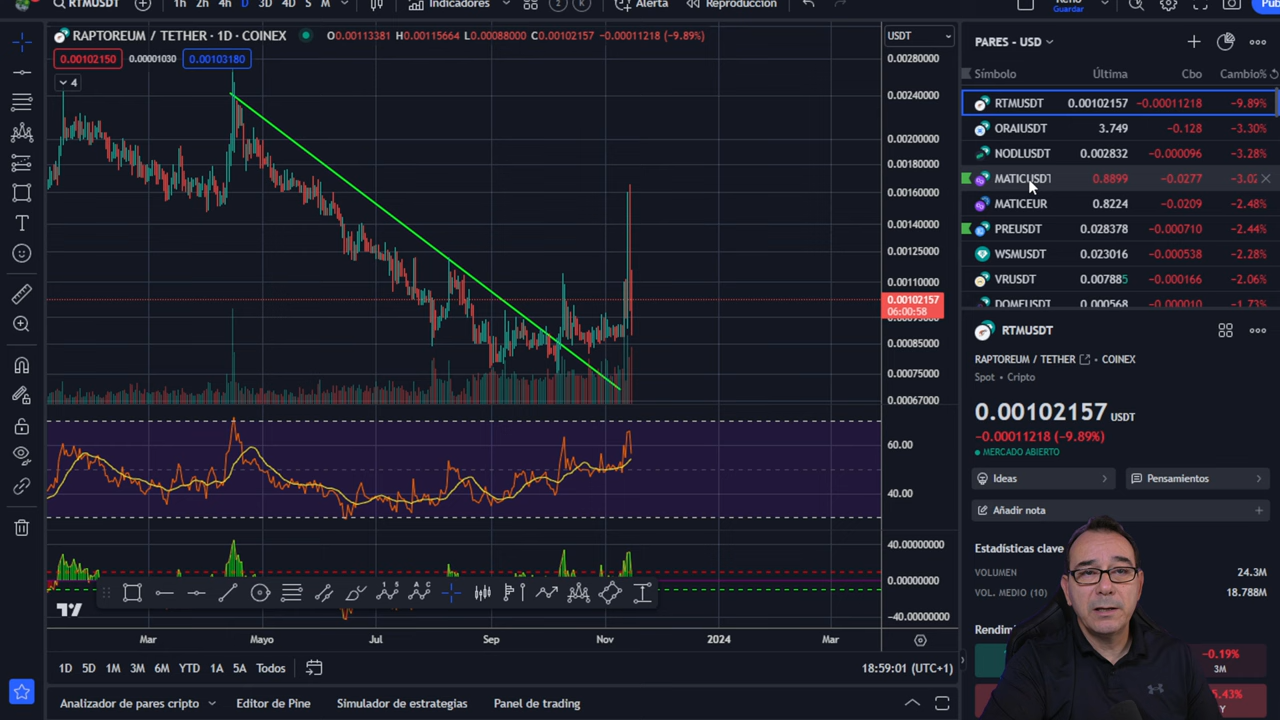 RTMUSDT
1h 2h 4h D 3D 4D S M
Indicadores
Alerta
Reproducción
Guardar
RAPTOREUM / TETHER · 1D · COINEX
O0.00113381 H0.00115664 L0.00088000 C0.00102157 −0.00011218 (−9.89%)
0.00102150 0.00001030 0.00103180
4
USDT
0.00280000
0.00240000
0.00200000
0.00180000
0.00160000
0.00140000
0.00125000
0.00110000
0.00102157
06:00:58
0.00085000
0.00075000
0.00067000
60.00
40.00
40.00000000
0.00000000
−40.00000000
Mar Mayo Jul Sep Nov 2024 Mar
1D 5D 1M 3M 6M YTD 1A 5A Todos
18:59:01 (UTC+1)
Analizador de pares cripto Editor de Pine Simulador de estrategias Panel de trading
PARES - USD
Símbolo Última Cbo Cambio%
RTMUSDT 0.00102157 −0.00011218 −9.89%
ORAIUSDT 3.749 −0.128 −3.30%
NODLUSDT 0.002832 −0.000096 −3.28%
MATICUSDT 0.8899 −0.0277
MATICEUR 0.8224 −0.0209 −2.48%
PREUSDT 0.028378 −0.000710 −2.44%
WSMUSDT 0.023016 −0.000538 −2.28%
VRUSDT 0.007885 −0.000166 −2.06%
DOMEUSDT 0.000568 −0.000010 −1.73%
RTMUSDT
RAPTOREUM / TETHER · COINEX
Spot • Cripto
0.00102157 USDT
−0.00011218 (−9.89%)
MERCADO ABIERTO
Ideas
Pensamientos
Añadir nota
Estadísticas clave
VOLUMEN 24.3M
VOL. MEDIO (10) 18.788M
−0.19%
3M